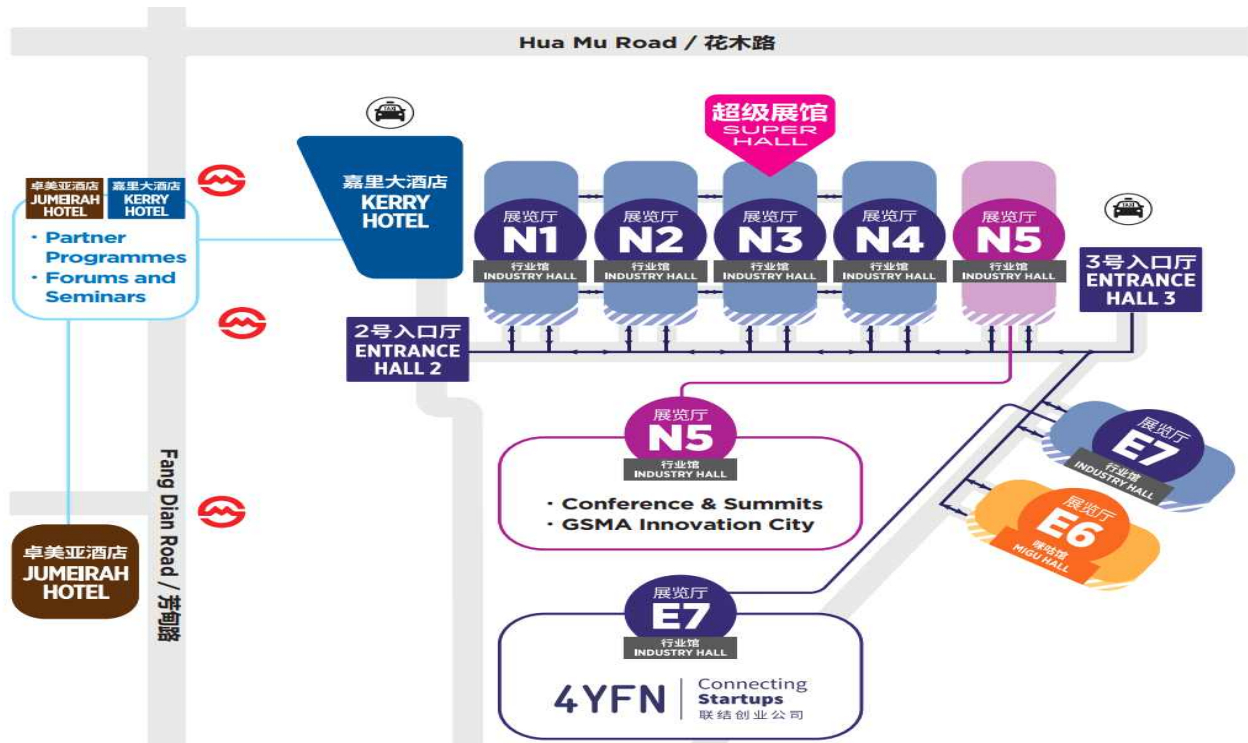 Hua Mu Road / 花木路
TAXI
超级展馆
SUPER
HALL
嘉里大酒店
KERRY
HOTEL
卓美亚酒店
JUMEIRAH
HOTEL
嘉里大酒店
KERRY
HOTEL
· Partner
Programmes
· Forums and
Seminars
展览厅
N1
行业馆
INDUSTRY HALL
展览厅
N2
行业馆
INDUSTRY HALL
展览厅
N3
行业馆
INDUSTRY HALL
展览厅
N4
行业馆
INDUSTRY HALL
展览厅
N5
行业馆
INDUSTRY HALL
TAXI
3号入口厅
ENTRANCE
HALL 3
2号入口厅
ENTRANCE
HALL 2
展览厅
N5
行业馆
INDUSTRY HALL
· Conference & Summits
· GSMA Innovation City
展览厅
E7
行业馆
INDUSTRY HALL
展览厅
E6
咪咕馆
MIGU HALL
Fang Dian Road / 芳甸路
卓美亚酒店
JUMEIRAH
HOTEL
展览厅
E7
行业馆
INDUSTRY HALL
4YFN
Connecting
Startups
联结创业公司